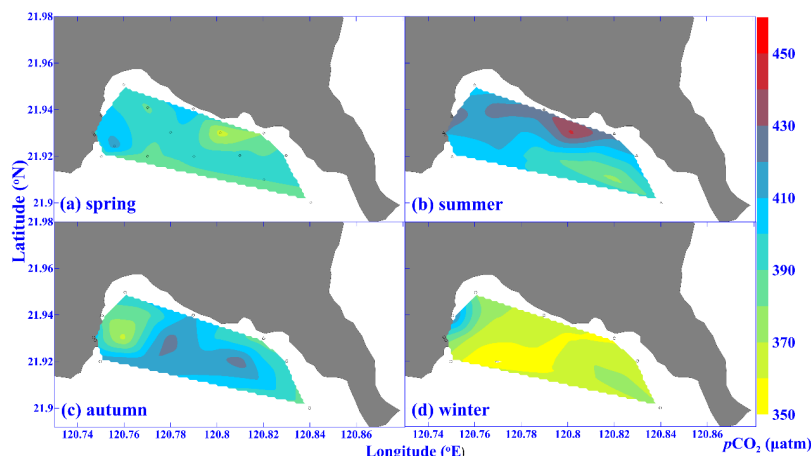 21.98
21.96
21.94
21.92
21.9
(a) spring
(b) summer
450
430
410
390
370
350
Latitude (°N)
21.98
21.96
21.94
21.92
21.9
(c) autumn
(d) winter
120.74 120.76 120.78 120.8 120.82 120.84 120.74 120.76 120.78 120.8 120.82 120.84 120.86
Longitude (°E)
pCO₂ (μatm)